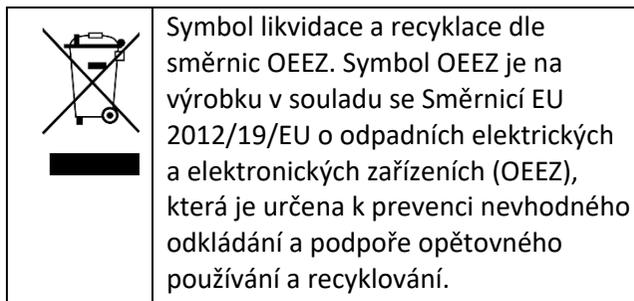 Symbol likvidace a recyklace dle
směrnic OEEZ. Symbol OEEZ je na
výrobku v souladu se Směrnicí EU
2012/19/EU o odpadních elektrických
a elektronických zařízeních (OEEZ),
která je určena k prevenci nevhodného
odkládání a podpoře opětovného
používání a recyklování.